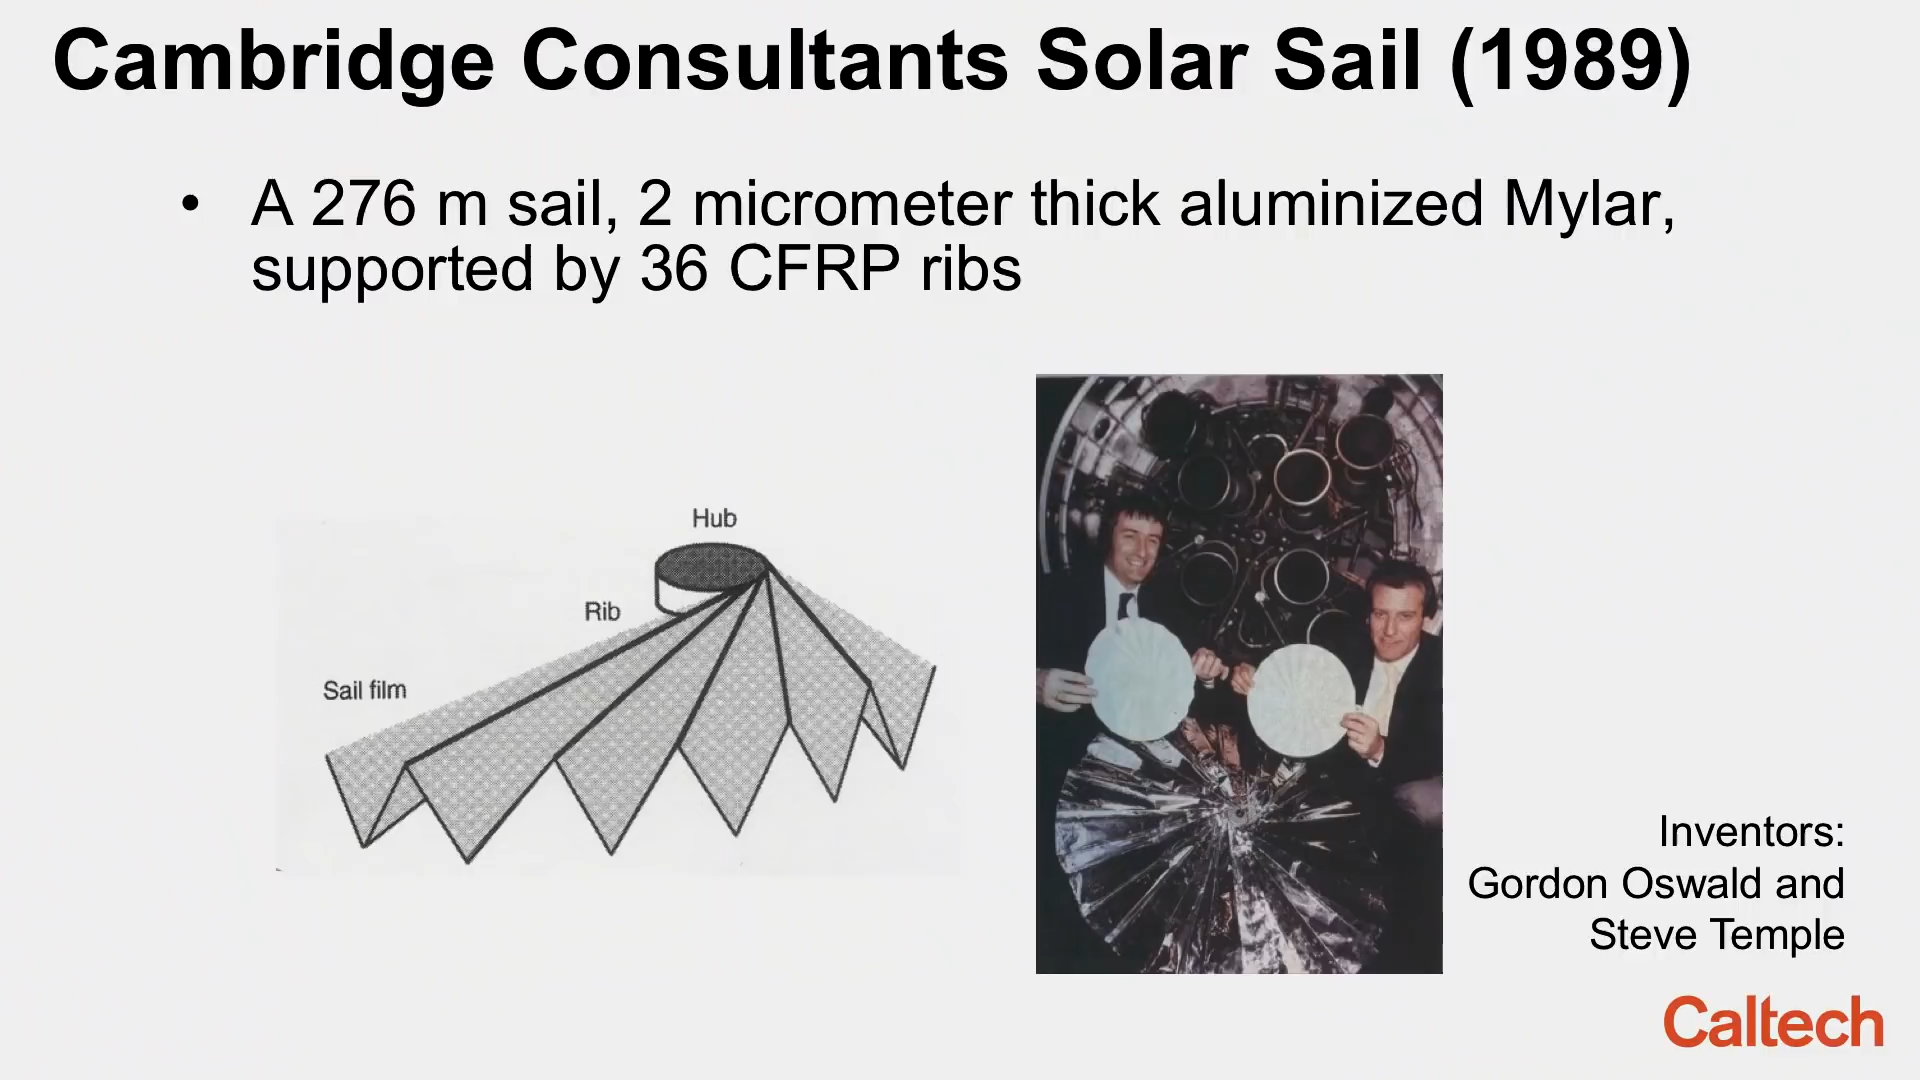 Cambridge Consultants Solar Sail (1989)
• A 276 m sail, 2 micrometer thick aluminized Mylar,
supported by 36 CFRP ribs
Hub
Rib
Sail film
Inventors:
Gordon Oswald and
Steve Temple
Caltech